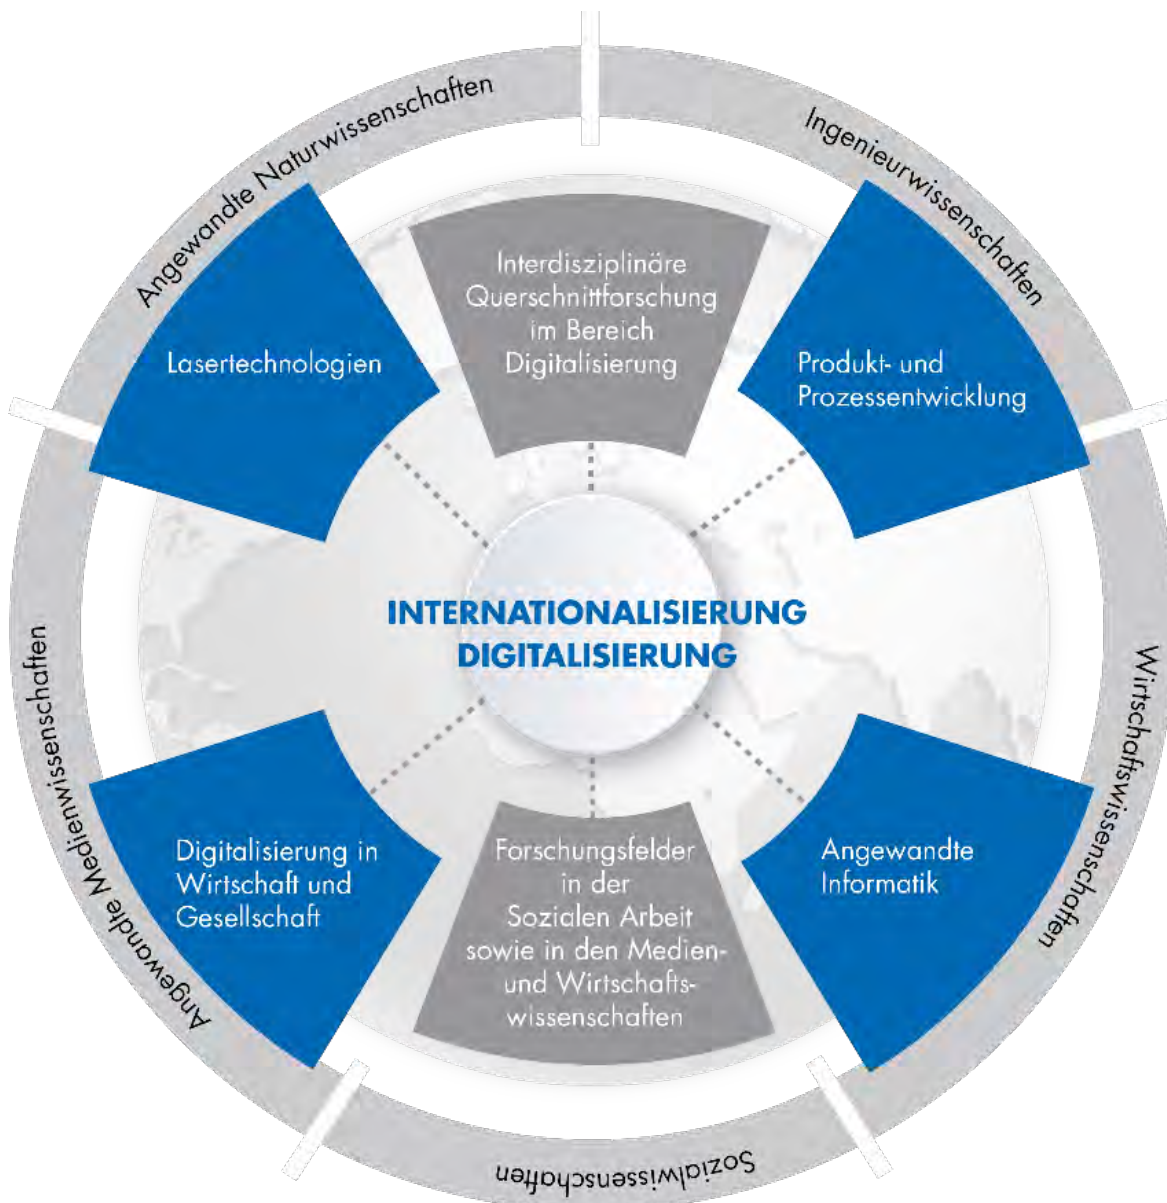 Angewandte Naturwissenschaften
Ingenieurwissenschaften
Interdisziplinäre
Querschnittforschung
im Bereich
Digitalisierung
Lasertechnologien
Produkt- und
Prozessentwicklung
INTERNATIONALISIERUNG
DIGITALISIERUNG
Angewandte Medienwissenschaften
Wirtschaftswissenschaften
Digitalisierung in
Wirtschaft und
Gesellschaft
Forschungsfelder
in der
Sozialen Arbeit
sowie in den Medien-
und Wirtschafts-
wissenschaften
Angewandte
Informatik
Sozialwissenschaften